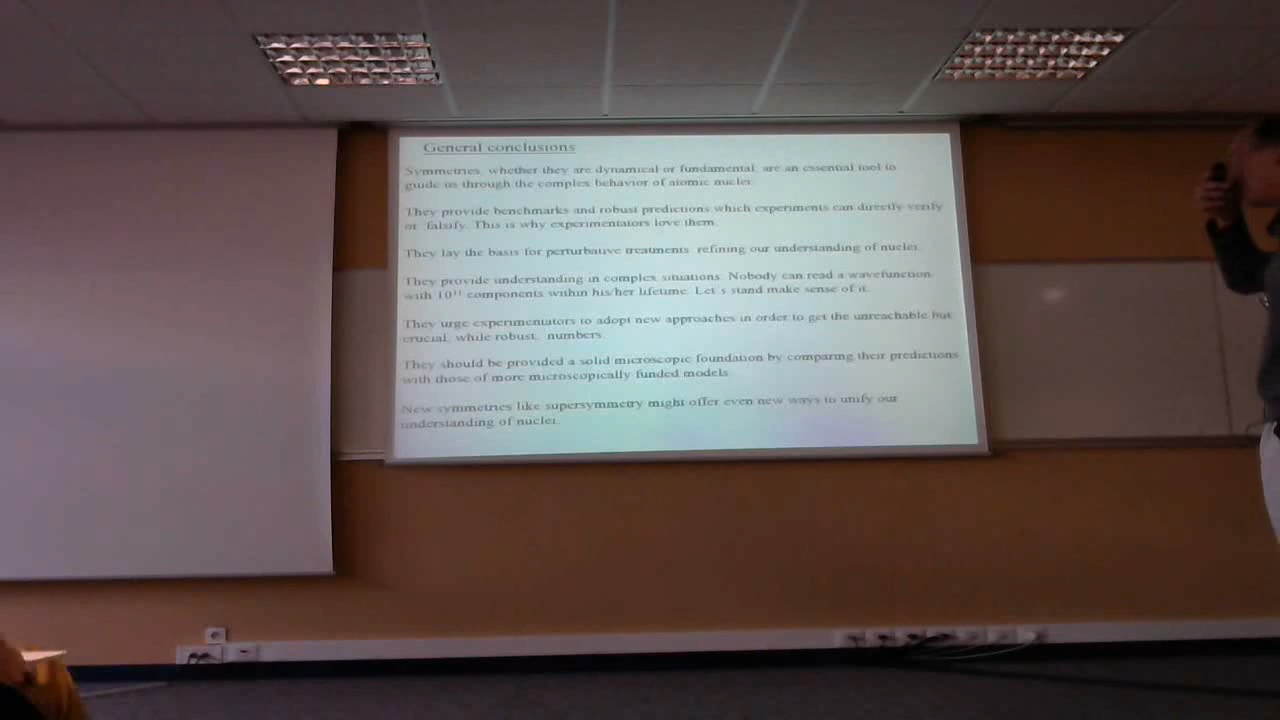 General conclusions
Symmetries, whether they are dynamical or fundamental, are an essential tool to
guide us through the complex behavior of atomic nuclei.
They provide benchmarks and robust predictions which experiments can directly verify
or falsify. This is why experimentators love them.
They lay the basis for perturbative treatments refining our understanding of nuclei.
They provide understanding in complex situations. Nobody can read a wavefunction
with 10 components within his/her lifetime. Let's stand make sense of it.
They urge experimentators to adopt new approaches in order to get the unreachable but
crucial, while robust, numbers.
They should be provided a solid microscopic foundation by comparing their predictions
with those of more microscopically funded models.
New symmetries like supersymmetry might offer even new ways to unify our
understanding of nuclei.